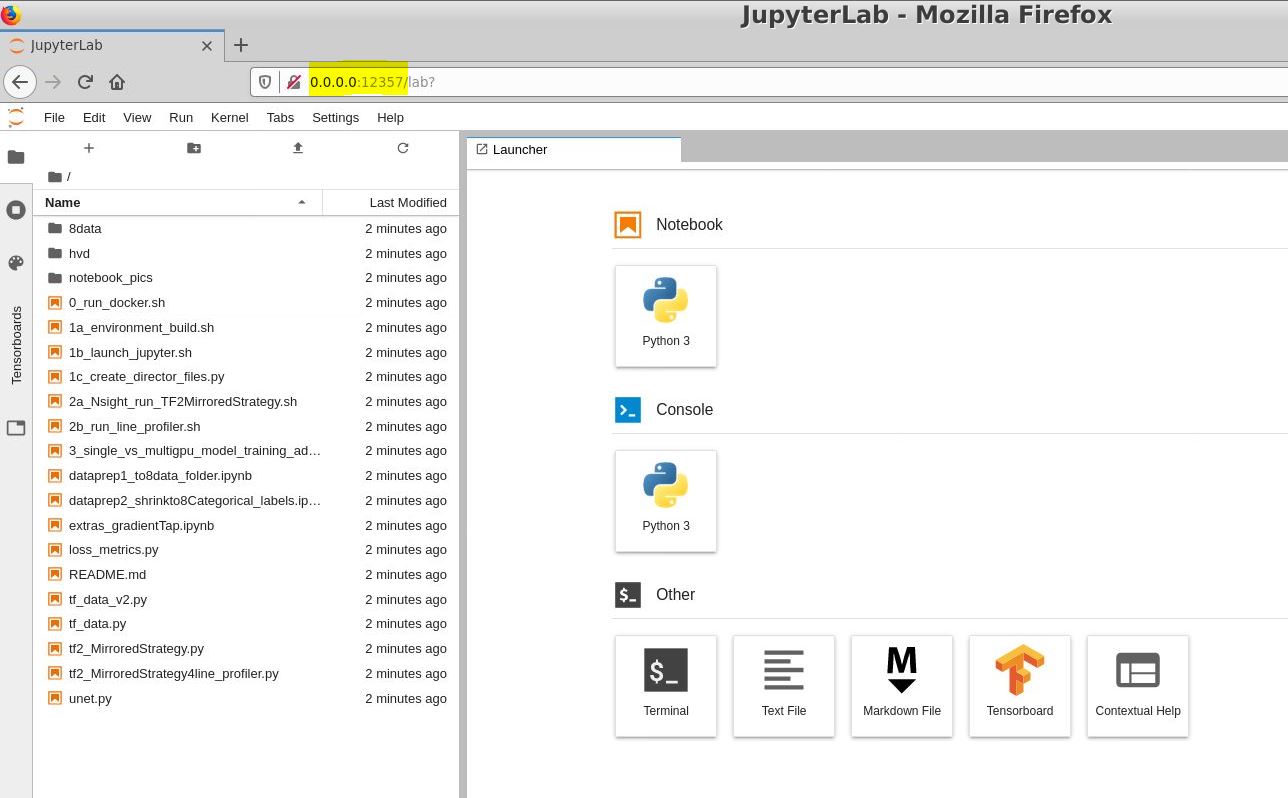 JupyterLab - Mozilla Firefox
JupyterLab
0.0.0.0:12357/lab?
File Edit View Run Kernel Tabs Settings Help
Launcher
/
Name Last Modified
8data 2 minutes ago
hvd 2 minutes ago
notebook_pics 2 minutes ago
0_run_docker.sh 2 minutes ago
1a_environment_build.sh 2 minutes ago
1b_launch_jupyter.sh 2 minutes ago
1c_create_director_files.py 2 minutes ago
2a_Nsight_run_TF2MirroredStrategy.sh 2 minutes ago
2b_run_line_profiler.sh 2 minutes ago
3_single_vs_multigpu_model_training_ad… 2 minutes ago
dataprep1_to8data_folder.ipynb 2 minutes ago
dataprep2_shrinkto8Categorical_labels.ip… 2 minutes ago
extras_gradientTap.ipynb 2 minutes ago
loss_metrics.py 2 minutes ago
README.md 2 minutes ago
tf_data_v2.py 2 minutes ago
tf_data.py 2 minutes ago
tf2_MirroredStrategy.py 2 minutes ago
tf2_MirroredStrategy4line_profiler.py 2 minutes ago
unet.py 2 minutes ago
Tensorboards
Notebook
Python 3
>_ Console
Python 3
$_ Other
$_
M
Terminal Text File Markdown File Tensorboard Contextual Help